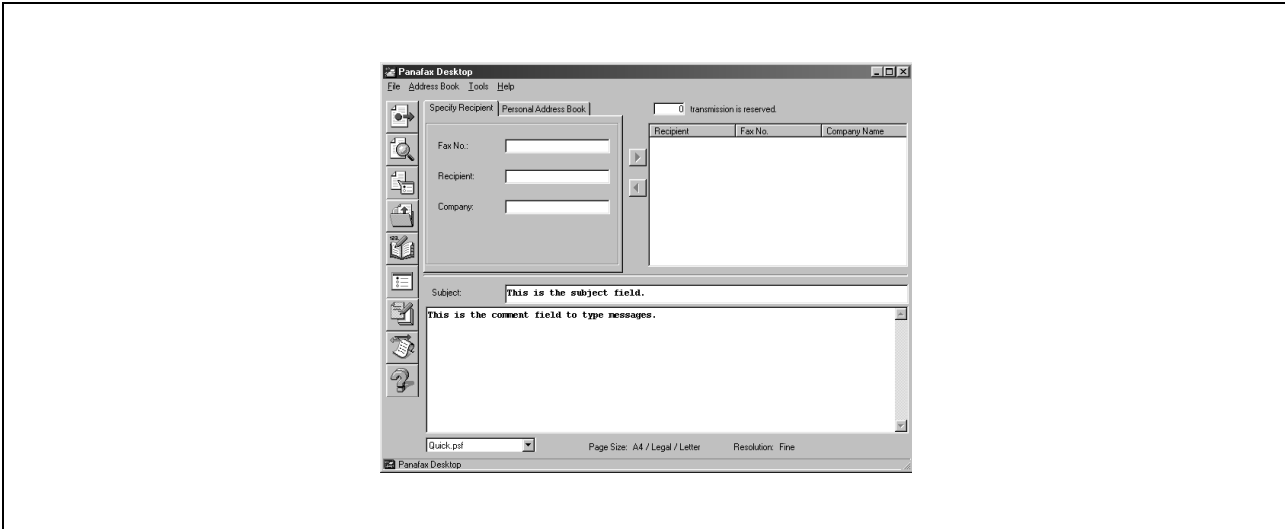 Panafax Desktop
File Address Book Tools Help
Specify Recipient Personal Address Book
0 transmission is reserved.
Recipient Fax No. Company Name
Fax No.:
Recipient:
Company:
Subject: This is the subject field.
This is the comment field to type messages.
Quick.psf Page Size: A4 / Legal / Letter Resolution: Fine
Panafax Desktop